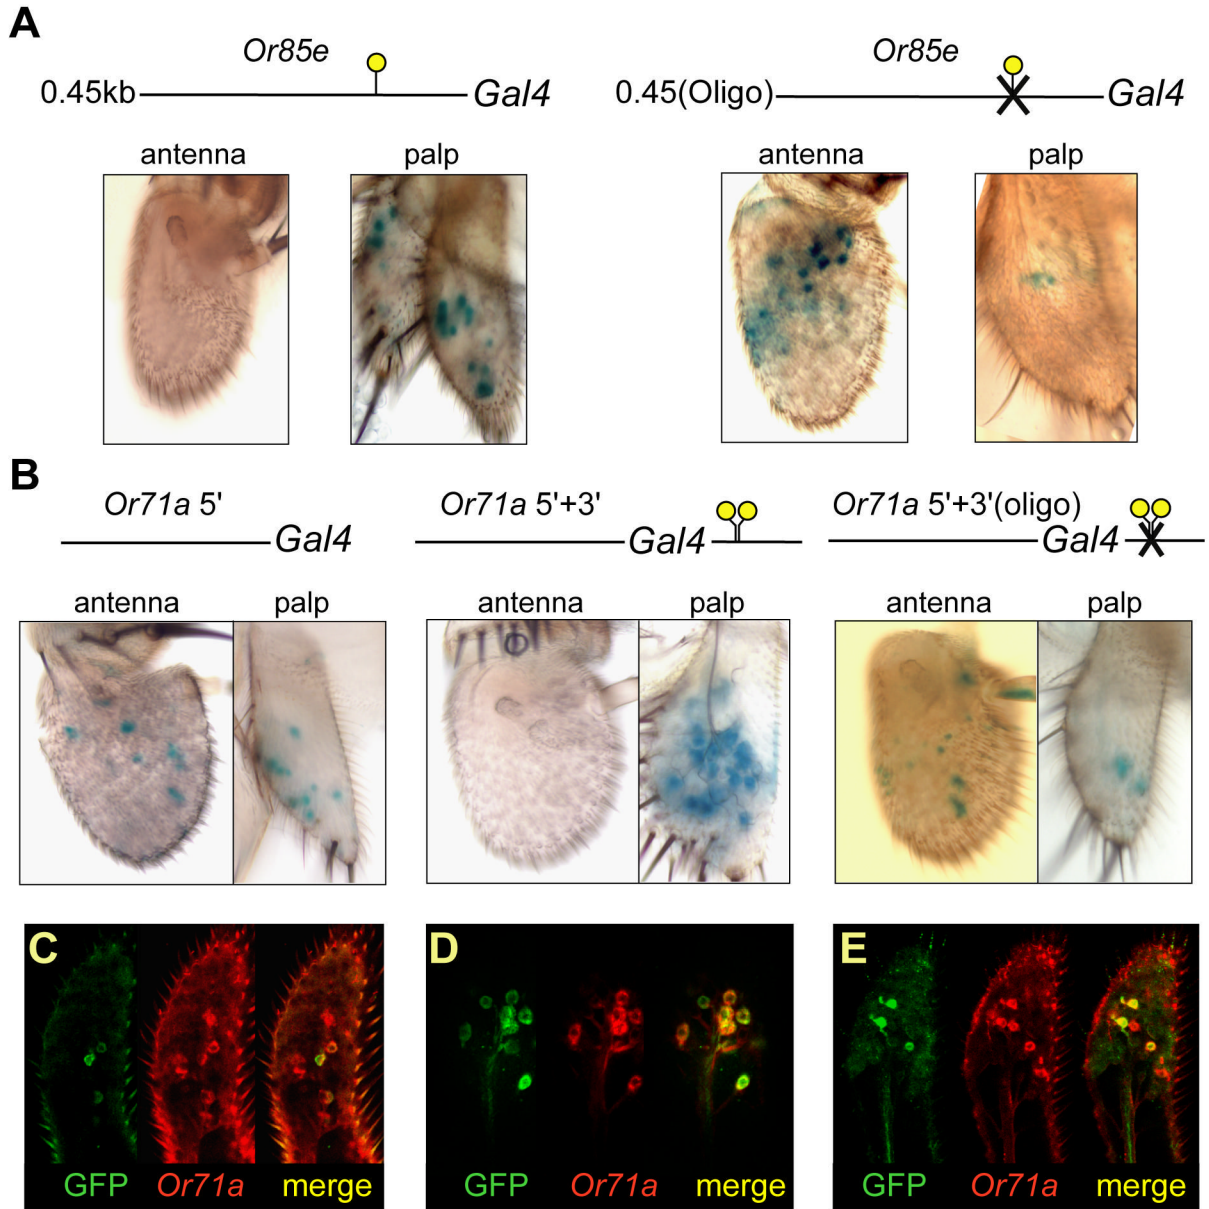 A
Or85e Or85e
0.45kb Gal4 0.45(Oligo) Gal4
antenna palp antenna palp
B
Or71a 5' Or71a 5'+3' Or71a 5'+3'(oligo)
Gal4 Gal4 Gal4
antenna palp antenna palp antenna palp
C D E
GFP Or71a merge GFP Or71a merge GFP Or71a merge